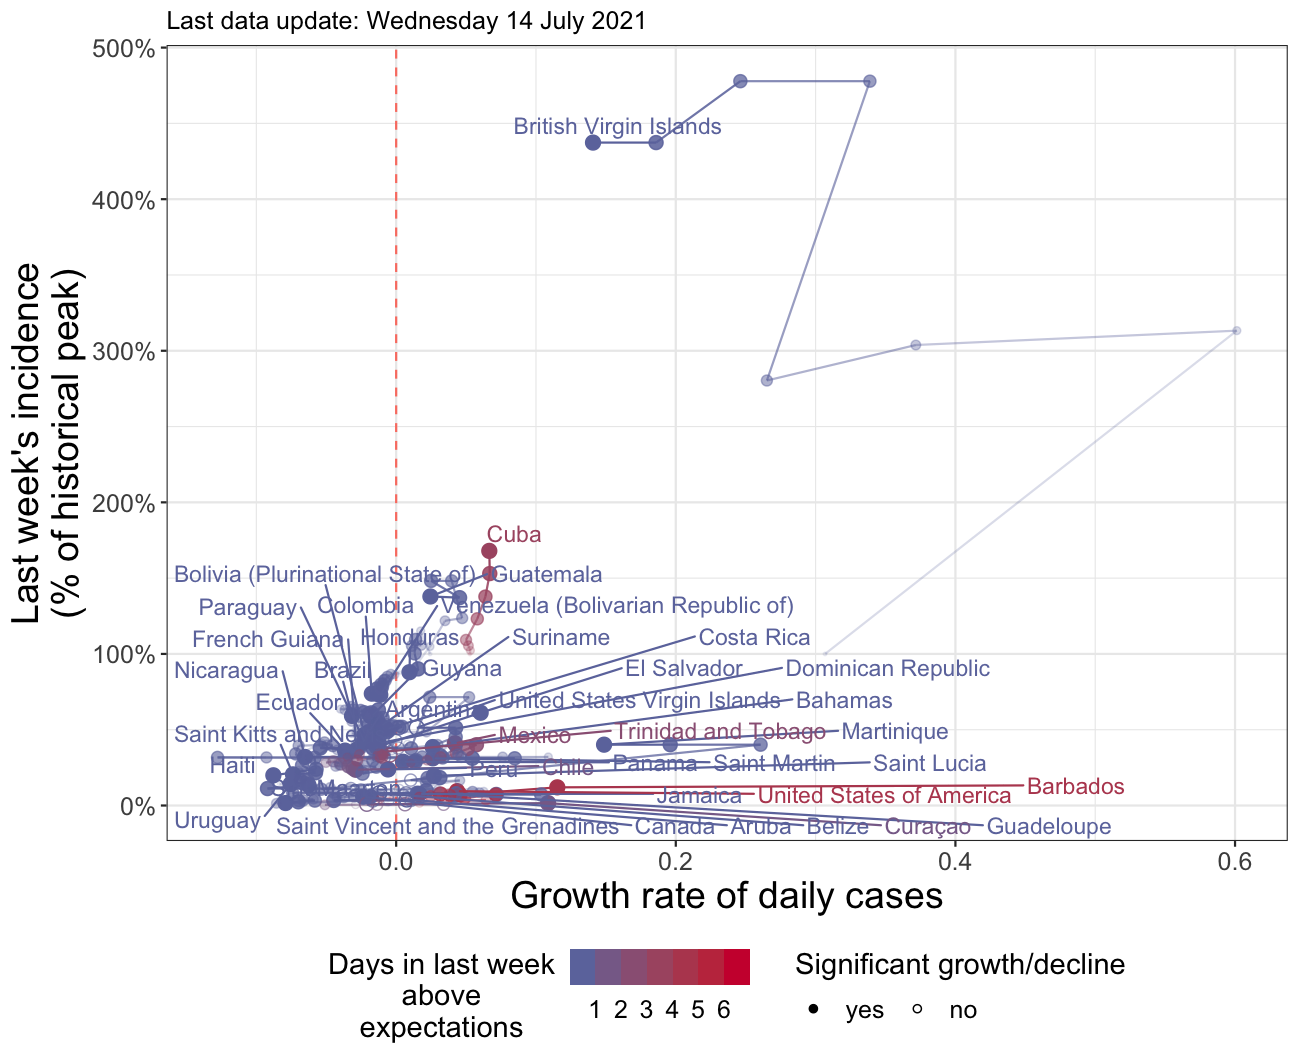 Last data update: Wednesday 14 July 2021
500%
British Virgin Islands
400%
300%
200%
Cuba
Bolivia (Plurinational State of)
Guatemala
Paraguay
Colombia
Venezuela (Bolivarian Republic of)
French Guiana
Honduras
Suriname
Costa Rica
100%
Nicaragua
Brazil
Guyana
El Salvador
Dominican Republic
Ecuador
Argentina
United States Virgin Islands
Bahamas
Saint Kitts and Ne
Mexico
Trinidad and Tobago
Martinique
Haiti
Peru
Chile
Panama
Saint Martin
Saint Lucia
Barbados
0%
Jamaica
United States of America
Uruguay
Saint Vincent and the Grenadines
Canada
Aruba
Belize
Curaçao
Guadeloupe
0.0
0.2
0.4
0.6
Last week's incidence
(% of historical peak)
Growth rate of daily cases
Days in last week
above
expectations
1 2 3 4 5 6
Significant growth/decline
yes
no